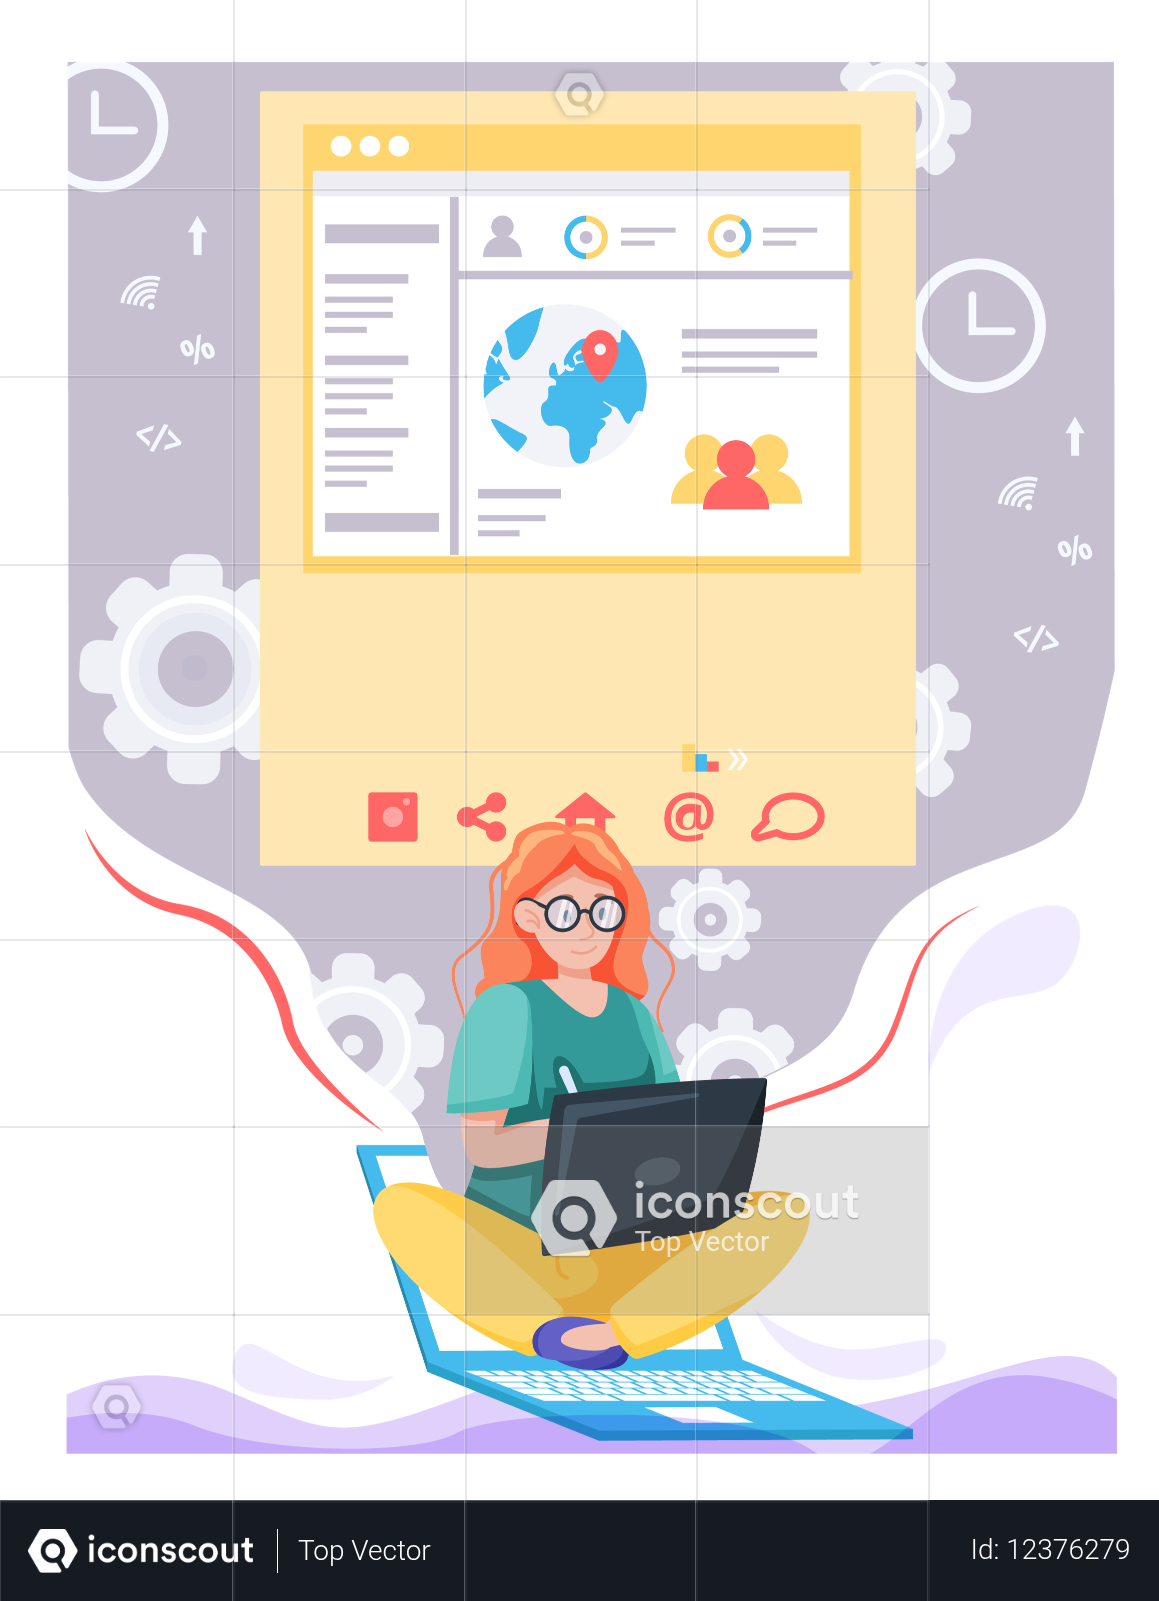 %
</>
%
</>
@
iconscout
Top Vector
iconscout
Top Vector
Id: 12376279